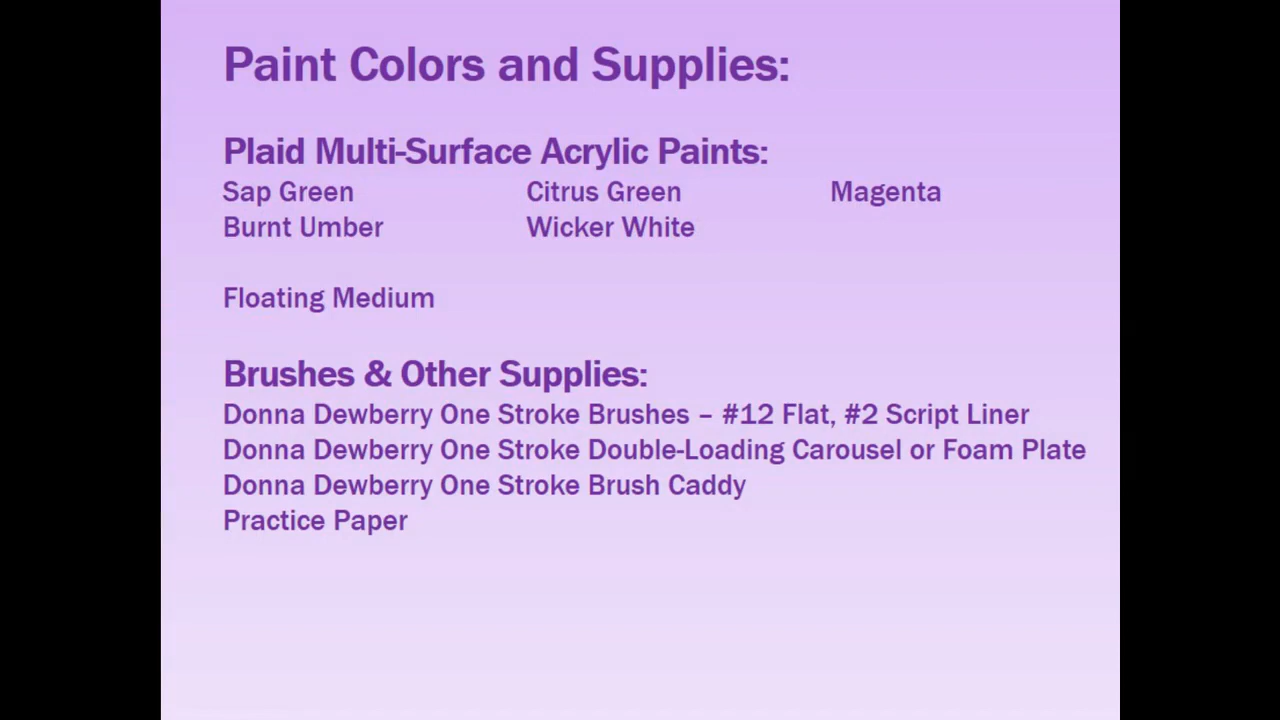 Paint Colors and Supplies:
Plaid Multi-Surface Acrylic Paints:
Sap Green Citrus Green Magenta
Burnt Umber Wicker White
Floating Medium
Brushes & Other Supplies:
Donna Dewberry One Stroke Brushes – #12 Flat, #2 Script Liner
Donna Dewberry One Stroke Double-Loading Carousel or Foam Plate
Donna Dewberry One Stroke Brush Caddy
Practice Paper